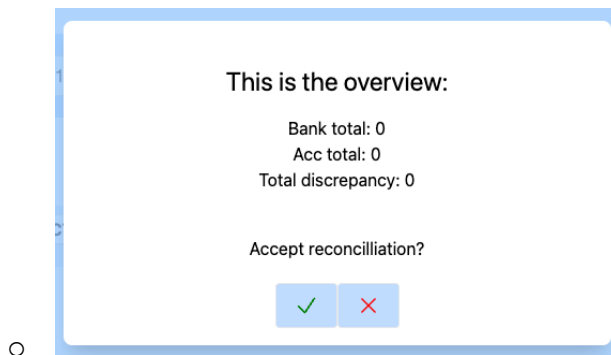 This is the overview:
Bank total: 0
Acc total: 0
Total discrepancy: 0
Accept reconcilliation?